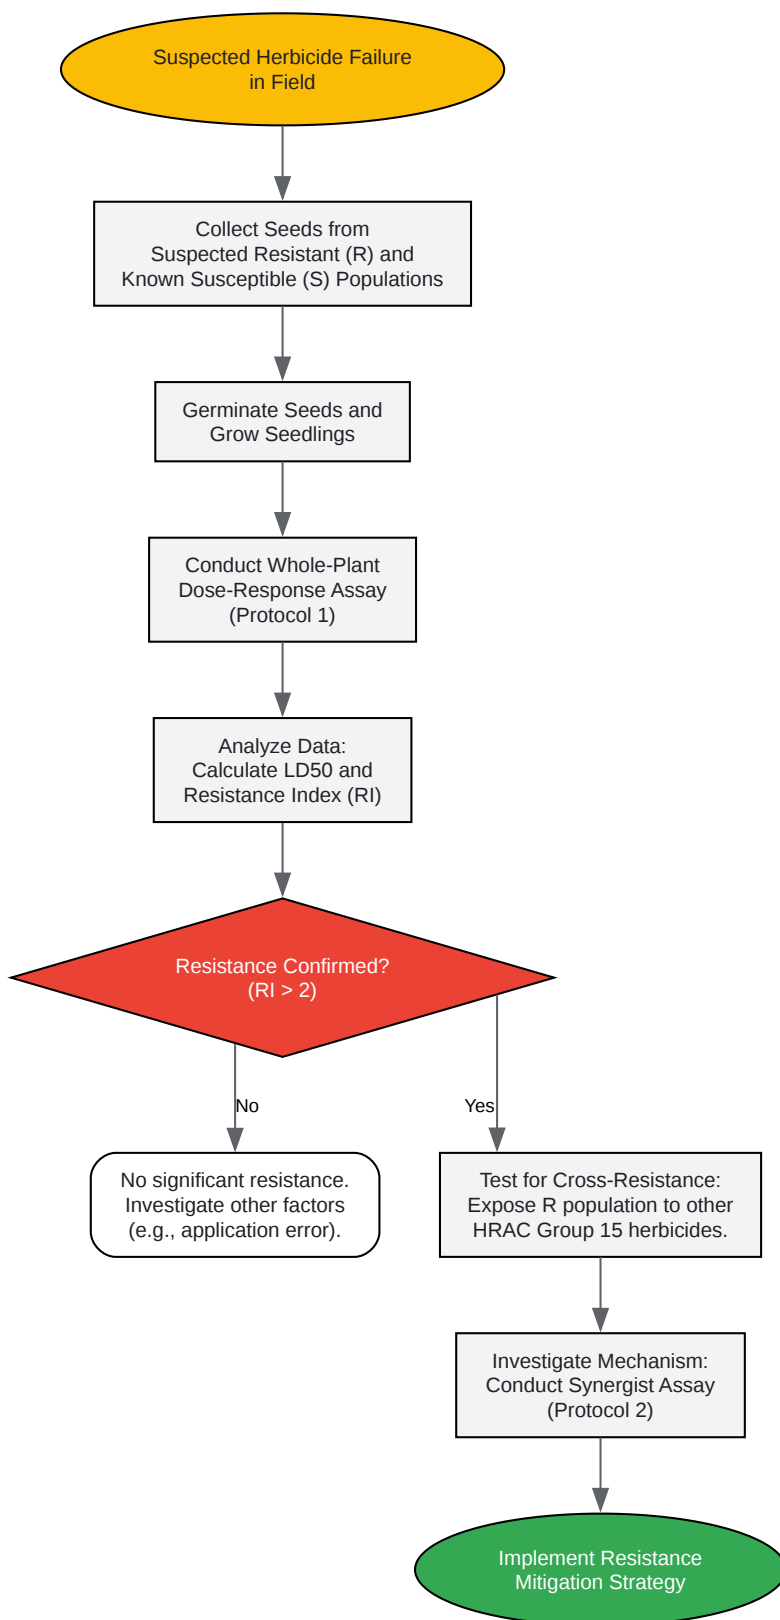 Suspected Herbicide Failure
in Field
Collect Seeds from
Suspected Resistant (R) and
Known Susceptible (S) Populations
Germinate Seeds and
Grow Seedlings
Conduct Whole-Plant
Dose-Response Assay
(Protocol 1)
Analyze Data:
Calculate LD50 and
Resistance Index (RI)
Resistance Confirmed?
(RI > 2)
No
Yes
No significant resistance.
Investigate other factors
(e.g., application error).
Test for Cross-Resistance:
Expose R population to other
HRAC Group 15 herbicides.
Investigate Mechanism:
Conduct Synergist Assay
(Protocol 2)
Implement Resistance
Mitigation Strategy